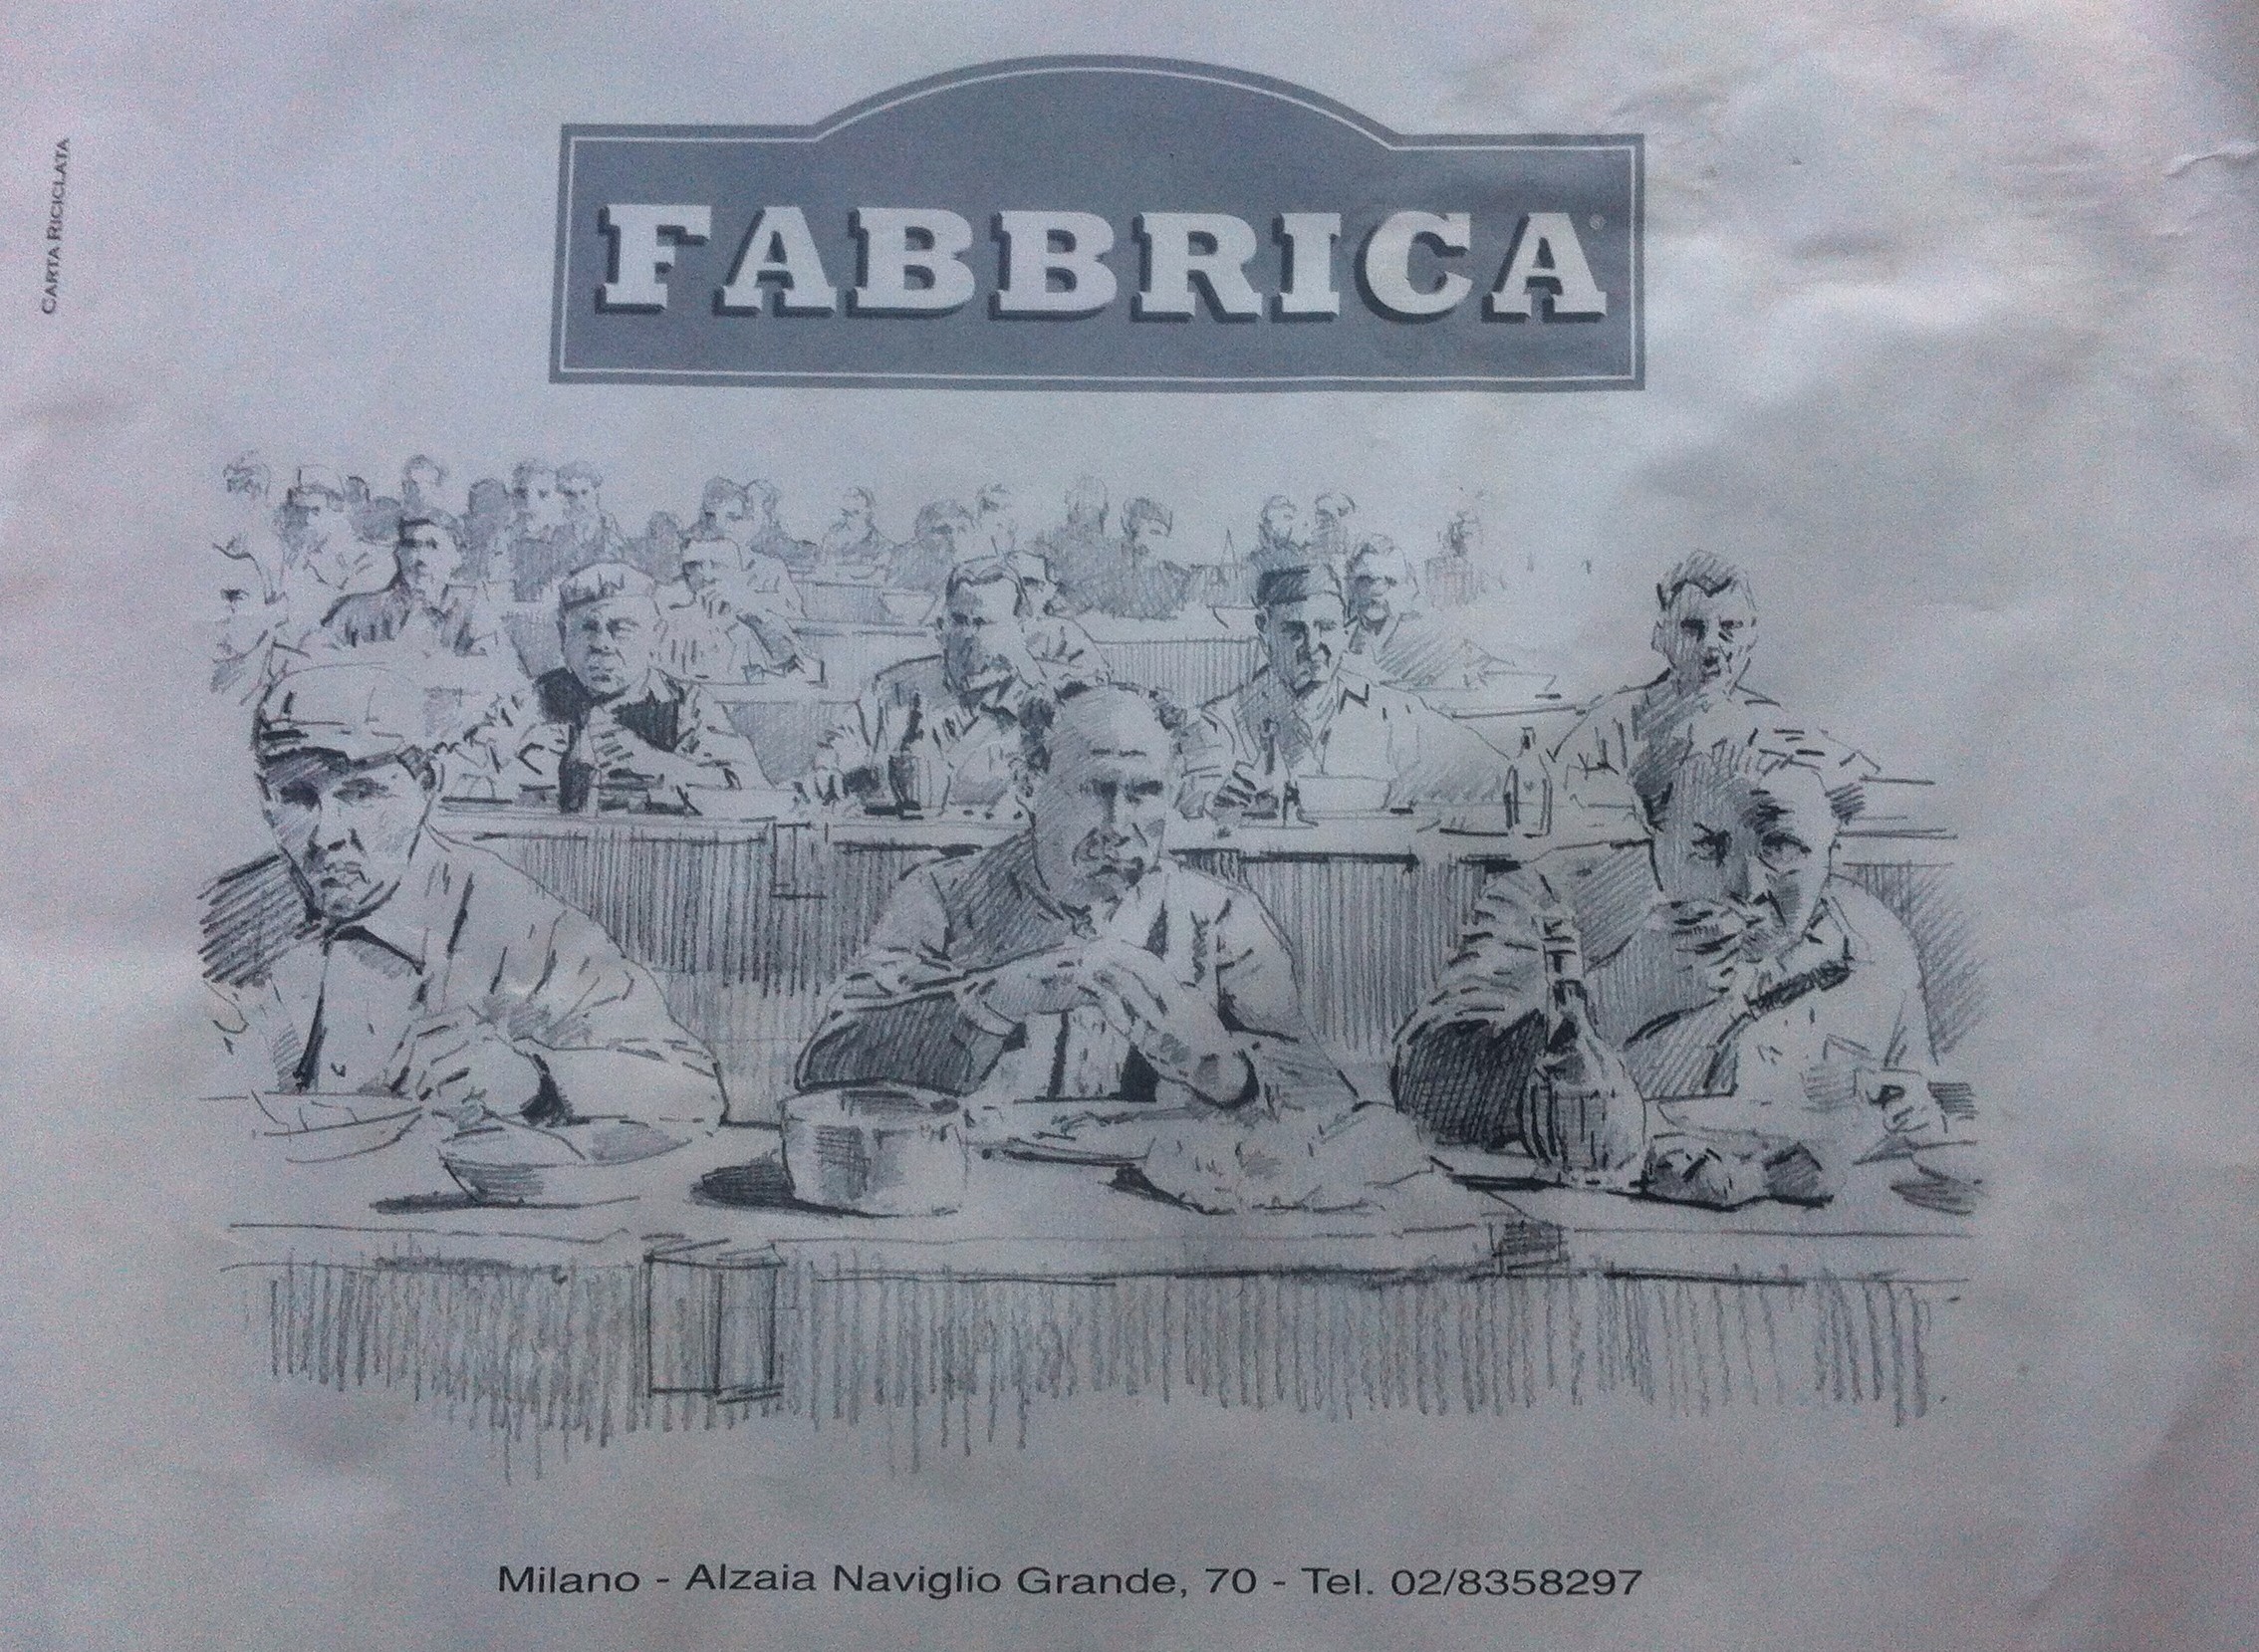 CARTA RICICLATA
FABBRICA®
Milano - Alzaia Naviglio Grande, 70 - Tel. 02/8358297